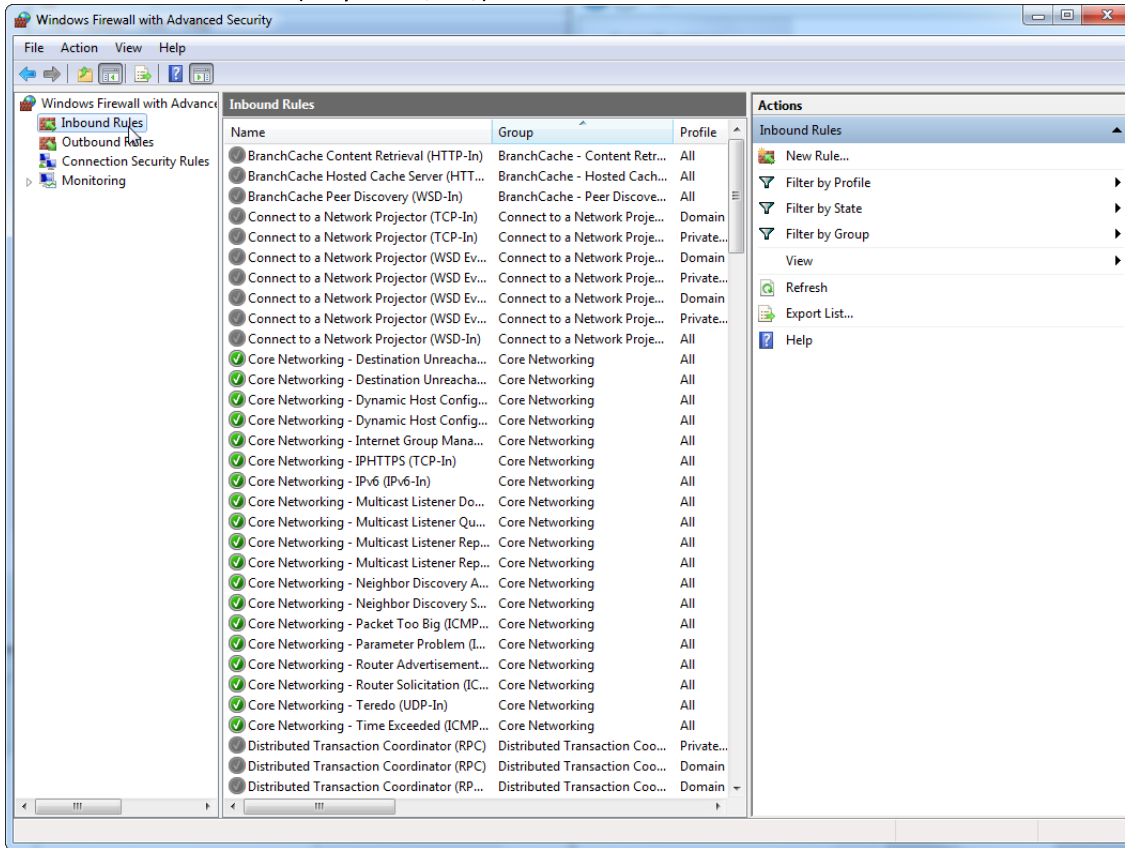 Windows Firewall with Advanced Security
File Action View Help
Windows Firewall with Advance
Inbound Rules
Outbound Rules
Connection Security Rules
Monitoring
Inbound Rules
Name Group Profile
BranchCache Content Retrieval (HTTP-In) BranchCache - Content Retr... All
BranchCache Hosted Cache Server (HTT... BranchCache - Hosted Cach... All
BranchCache Peer Discovery (WSD-In) BranchCache - Peer Discove... All
Connect to a Network Projector (TCP-In) Connect to a Network Proje... Domain
Connect to a Network Projector (TCP-In) Connect to a Network Proje... Private...
Connect to a Network Projector (WSD Ev... Connect to a Network Proje... Domain
Connect to a Network Projector (WSD Ev... Connect to a Network Proje... Private...
Connect to a Network Projector (WSD Ev... Connect to a Network Proje... Domain
Connect to a Network Projector (WSD Ev... Connect to a Network Proje... Private...
Connect to a Network Projector (WSD-In) Connect to a Network Proje... All
Core Networking - Destination Unreacha... Core Networking All
Core Networking - Destination Unreacha... Core Networking All
Core Networking - Dynamic Host Config... Core Networking All
Core Networking - Dynamic Host Config... Core Networking All
Core Networking - Internet Group Mana... Core Networking All
Core Networking - IPHTTPS (TCP-In) Core Networking All
Core Networking - IPv6 (IPv6-In) Core Networking All
Core Networking - Multicast Listener Do... Core Networking All
Core Networking - Multicast Listener Qu... Core Networking All
Core Networking - Multicast Listener Rep... Core Networking All
Core Networking - Multicast Listener Rep... Core Networking All
Core Networking - Neighbor Discovery A... Core Networking All
Core Networking - Neighbor Discovery S... Core Networking All
Core Networking - Packet Too Big (ICMP... Core Networking All
Core Networking - Parameter Problem (I... Core Networking All
Core Networking - Router Advertisement... Core Networking All
Core Networking - Router Solicitation (IC... Core Networking All
Core Networking - Teredo (UDP-In) Core Networking All
Core Networking - Time Exceeded (ICMP... Core Networking All
Distributed Transaction Coordinator (RPC) Distributed Transaction Coo... Private...
Distributed Transaction Coordinator (RPC) Distributed Transaction Coo... Domain
Distributed Transaction Coordinator (RP... Distributed Transaction Coo... Domain
Actions
Inbound Rules
New Rule...
Filter by Profile
Filter by State
Filter by Group
View
Refresh
Export List...
Help